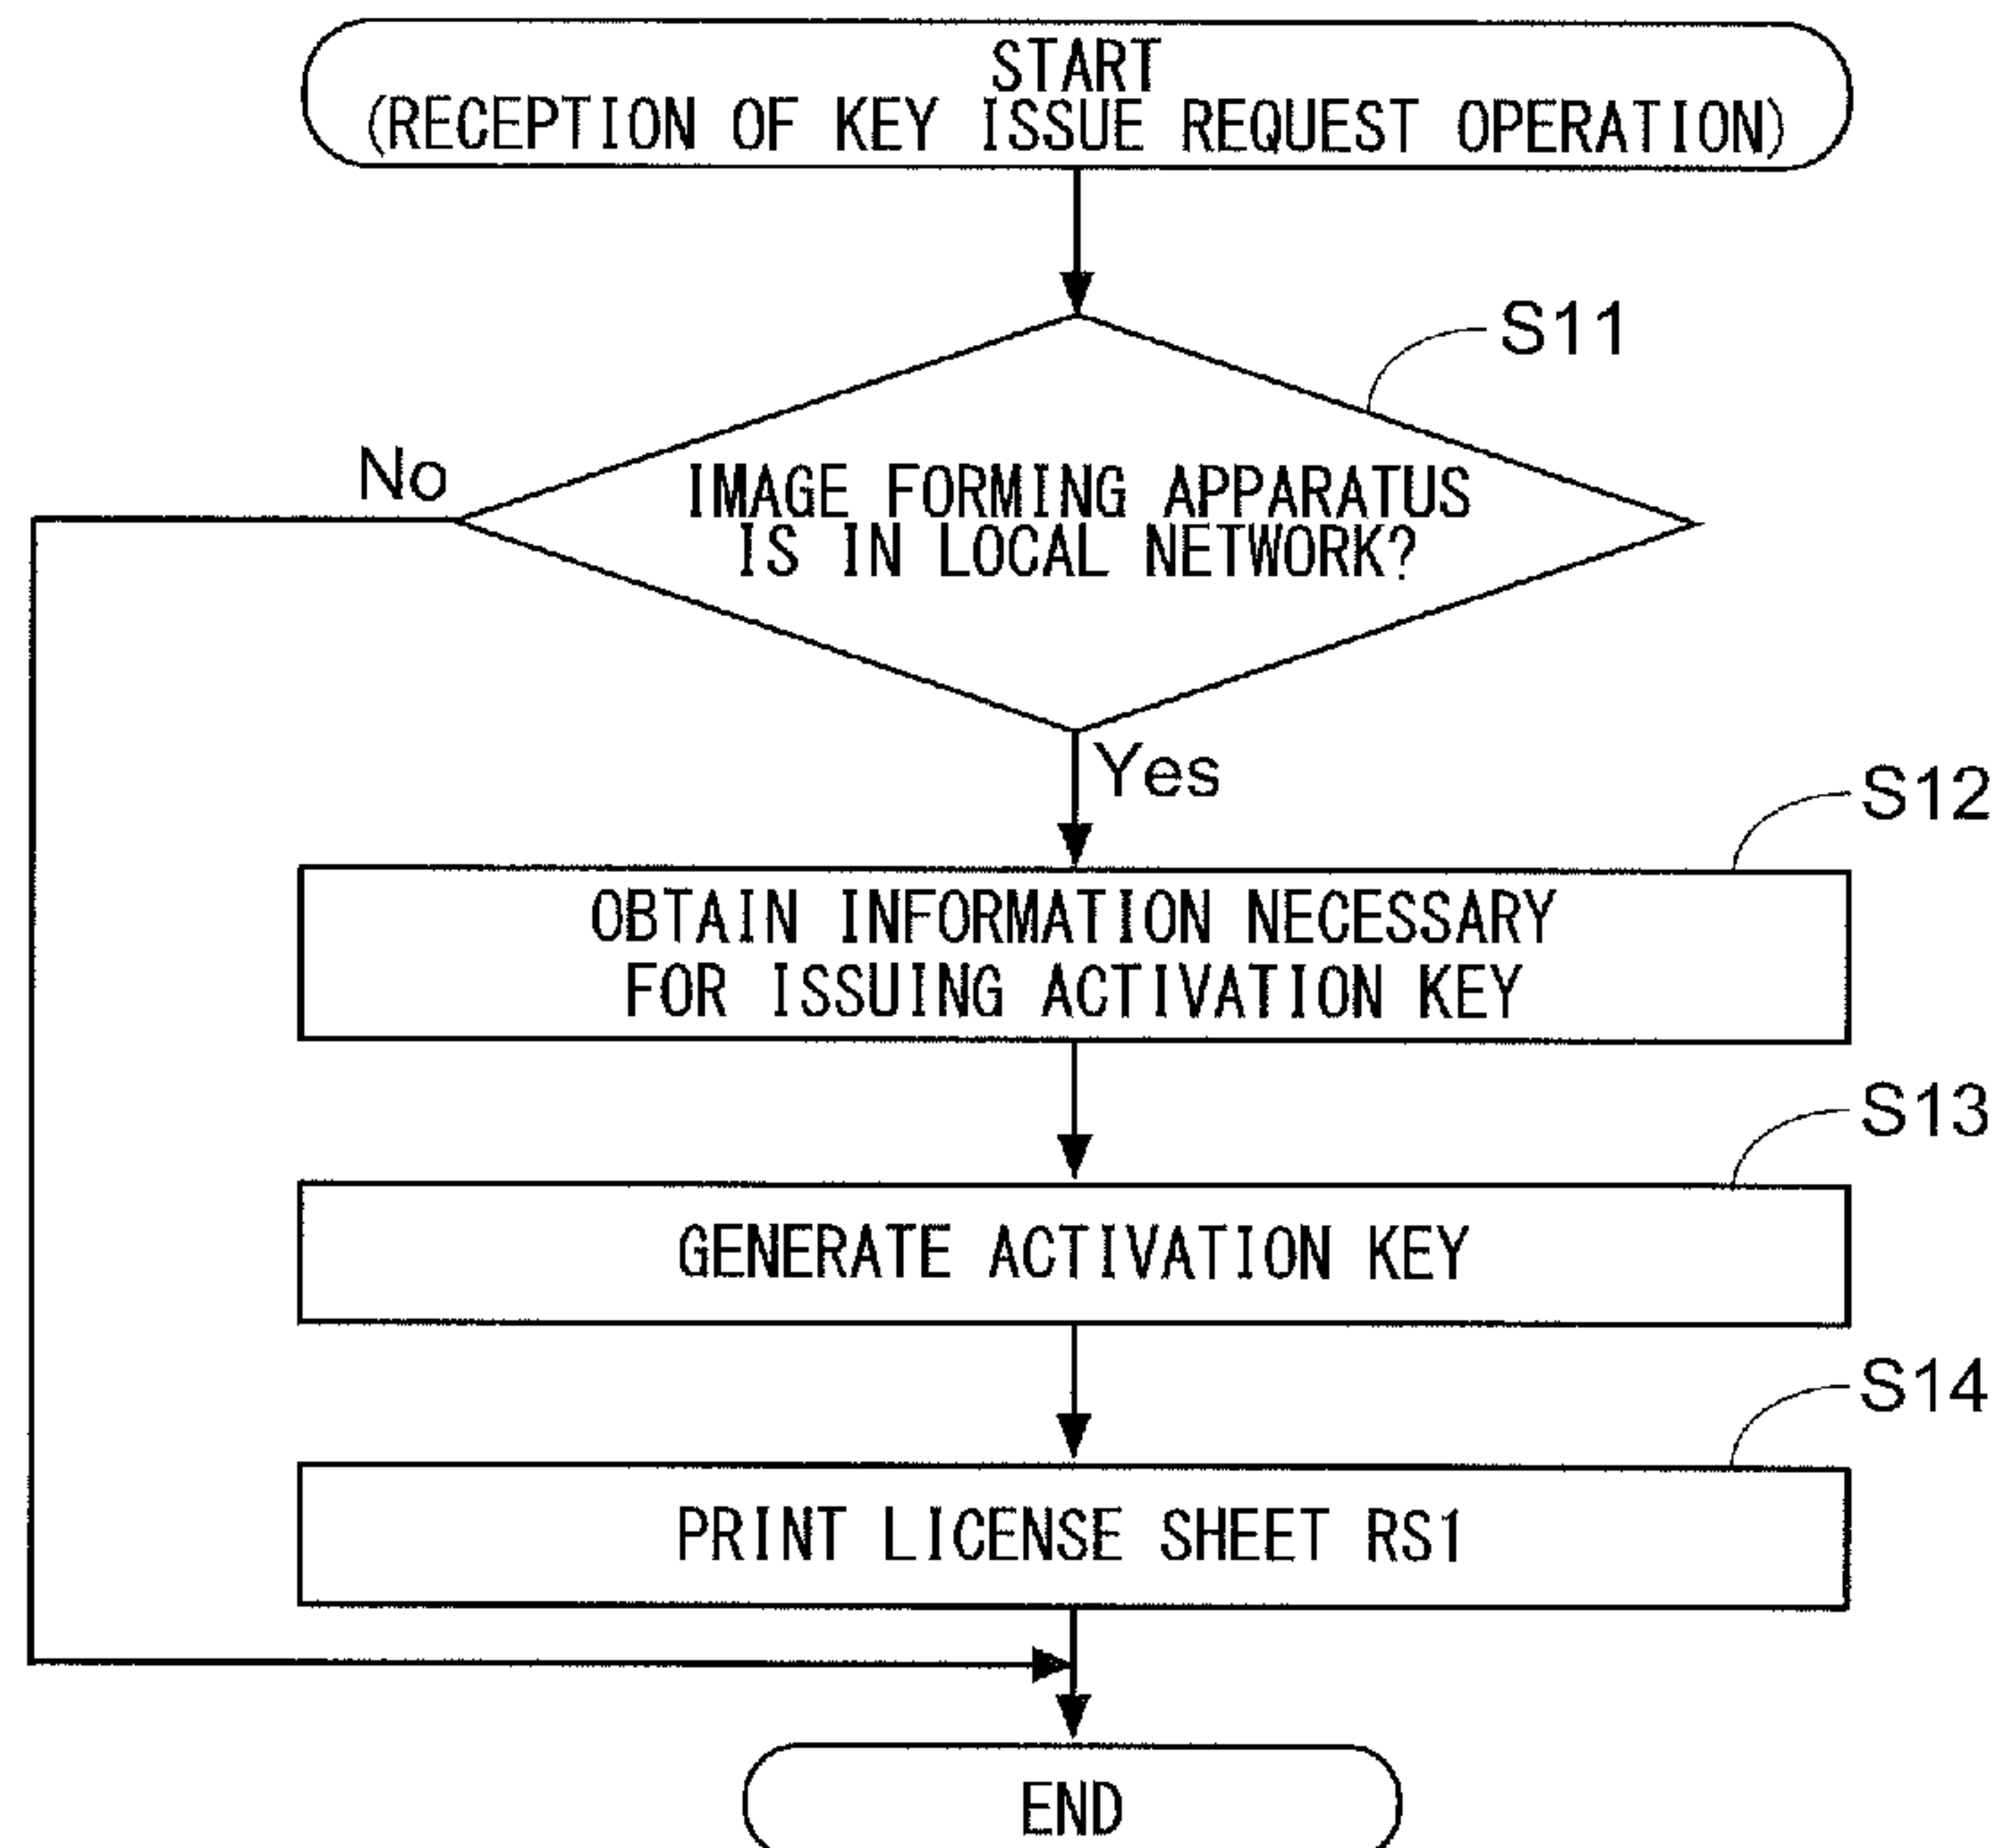 START
(RECEPTION OF KEY ISSUE REQUEST OPERATION)
S11
No
IMAGE FORMING APPARATUS
IS IN LOCAL NETWORK?
Yes
S12
OBTAIN INFORMATION NECESSARY
FOR ISSUING ACTIVATION KEY
S13
GENERATE ACTIVATION KEY
S14
PRINT LICENSE SHEET RS1
END